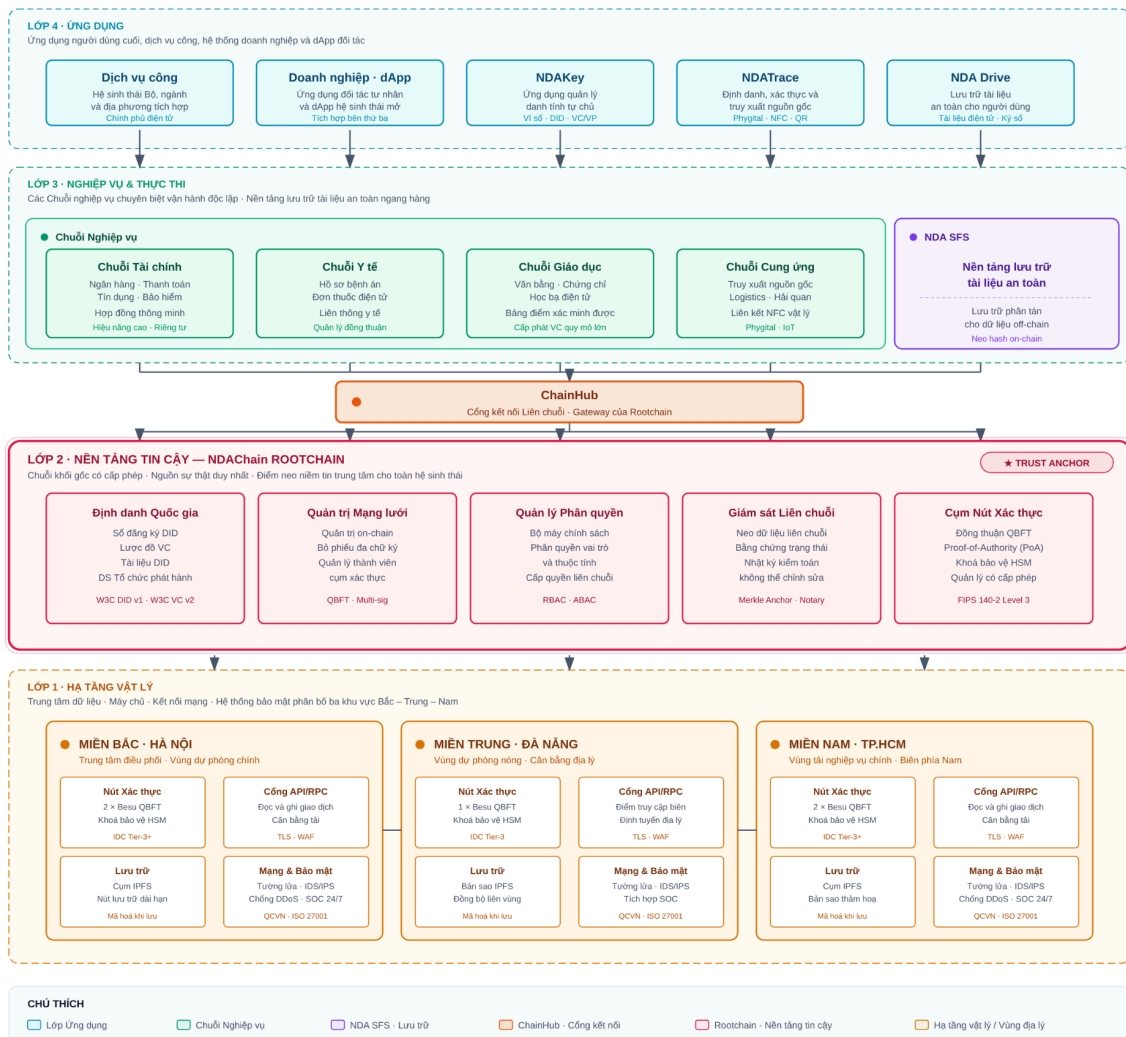 LỚP 4 · ỨNG DỤNG
Ứng dụng người dùng cuối, dịch vụ công, hệ thống doanh nghiệp và dApp đối tác
Dịch vụ công
Hệ sinh thái Bộ, ngành
và địa phương tích hợp
Chính phủ điện tử
Doanh nghiệp · dApp
Ứng dụng đối tác tư nhân
và dApp hệ sinh thái mở
Tích hợp bên thứ ba
NDAKey
Ứng dụng quản lý
danh tính tự chủ
Ví số · DID · VC/VP
NDATrace
Định danh, xác thực và
truy xuất nguồn gốc
Phygital · NFC · QR
NDA Drive
Lưu trữ tài liệu
an toàn cho người dùng
Tài liệu điện tử · Ký số
LỚP 3 · NGHIỆP VỤ & THỰC THI
Các Chuỗi nghiệp vụ chuyên biệt vận hành độc lập · Nền tảng lưu trữ tài liệu an toàn ngang hàng
Chuỗi Nghiệp vụ
Chuỗi Tài chính
Ngân hàng · Thanh toán
Tín dụng · Bảo hiểm
Hợp đồng thông minh
Hiệu năng cao · Riêng tư
Chuỗi Y tế
Hồ sơ bệnh án
Đơn thuốc điện tử
Liên thông y tế
Quản lý đồng thuận
Chuỗi Giáo dục
Văn bằng · Chứng chỉ
Học bạ điện tử
Bảng điểm xác minh được
Cấp phát VC quy mô lớn
Chuỗi Cung ứng
Truy xuất nguồn gốc
Logistics · Hải quan
Liên kết NFC vật lý
Phygital · IoT
NDA SFS
Nền tảng lưu trữ
tài liệu an toàn
Lưu trữ phân tán
cho dữ liệu off-chain
Neo hash on-chain
ChainHub
Cổng kết nối Liên chuỗi · Gateway của Rootchain
LỚP 2 · NỀN TẢNG TIN CẬY — NDAChain ROOTCHAIN
Chuỗi khối gốc có cấp phép · Nguồn sự thật duy nhất · Điểm neo niềm tin trung tâm cho toàn hệ sinh thái
★ TRUST ANCHOR
Định danh Quốc gia
Sổ đăng ký DID
Lược đồ VC
Tài liệu DID
DS Tổ chức phát hành
W3C DID v1 · W3C VC v2
Quản trị Mạng lưới
Quản trị on-chain
Bỏ phiếu đa chữ ký
Quản lý thành viên
cụm xác thực
QBFT · Multi-sig
Quản lý Phân quyền
Bộ máy chính sách
Phân quyền vai trò
và thuộc tính
Cấp quyền liên chuỗi
RBAC · ABAC
Giám sát Liên chuỗi
Neo dữ liệu liên chuỗi
Bằng chứng trạng thái
Nhật ký kiểm toán
không thể chỉnh sửa
Merkle Anchor · Notary
Cụm Nút Xác thực
Đồng thuận QBFT
Proof-of-Authority (PoA)
Khoá bảo vệ HSM
Quản lý có cấp phép
FIPS 140-2 Level 3
LỚP 1 · HẠ TẦNG VẬT LÝ
Trung tâm dữ liệu · Máy chủ · Kết nối mạng · Hệ thống bảo mật phân bố ba khu vực Bắc – Trung – Nam
MIỀN BẮC · HÀ NỘI
Trung tâm điều phối · Vùng dự phòng chính
Nút Xác thực
2 × Besu QBFT
Khoá bảo vệ HSM
IDC Tier-3+
Cổng API/RPC
Đọc và ghi giao dịch
Cân bằng tải
TLS · WAF
Lưu trữ
Cụm IPFS
Nút lưu trữ dài hạn
Mã hoá khi lưu
Mạng & Bảo mật
Tường lửa · IDS/IPS
Chống DDoS · SOC 24/7
QCVN · ISO 27001
MIỀN TRUNG · ĐÀ NẴNG
Vùng dự phòng nóng · Cân bằng địa lý
Nút Xác thực
1 × Besu QBFT
Khoá bảo vệ HSM
IDC Tier-3
Cổng API/RPC
Điểm truy cập biên
Định tuyến địa lý
TLS · WAF
Lưu trữ
Bản sao IPFS
Đồng bộ liên vùng
Mã hoá khi lưu
Mạng & Bảo mật
Tường lửa · IDS/IPS
Tích hợp SOC
QCVN · ISO 27001
MIỀN NAM · TP.HCM
Vùng tải nghiệp vụ chính · Biên phía Nam
Nút Xác thực
2 × Besu QBFT
Khoá bảo vệ HSM
IDC Tier-3+
Cổng API/RPC
Đọc và ghi giao dịch
Cân bằng tải
TLS · WAF
Lưu trữ
Cụm IPFS
Bản sao thảm hoạ
Mã hoá khi lưu
Mạng & Bảo mật
Tường lửa · IDS/IPS
Chống DDoS · SOC 24/7
QCVN · ISO 27001
CHÚ THÍCH
Lớp Ứng dụng
Chuỗi Nghiệp vụ
NDA SFS · Lưu trữ
ChainHub · Cổng kết nối
Rootchain · Nền tảng tin cậy
Hạ tầng vật lý / Vùng địa lý